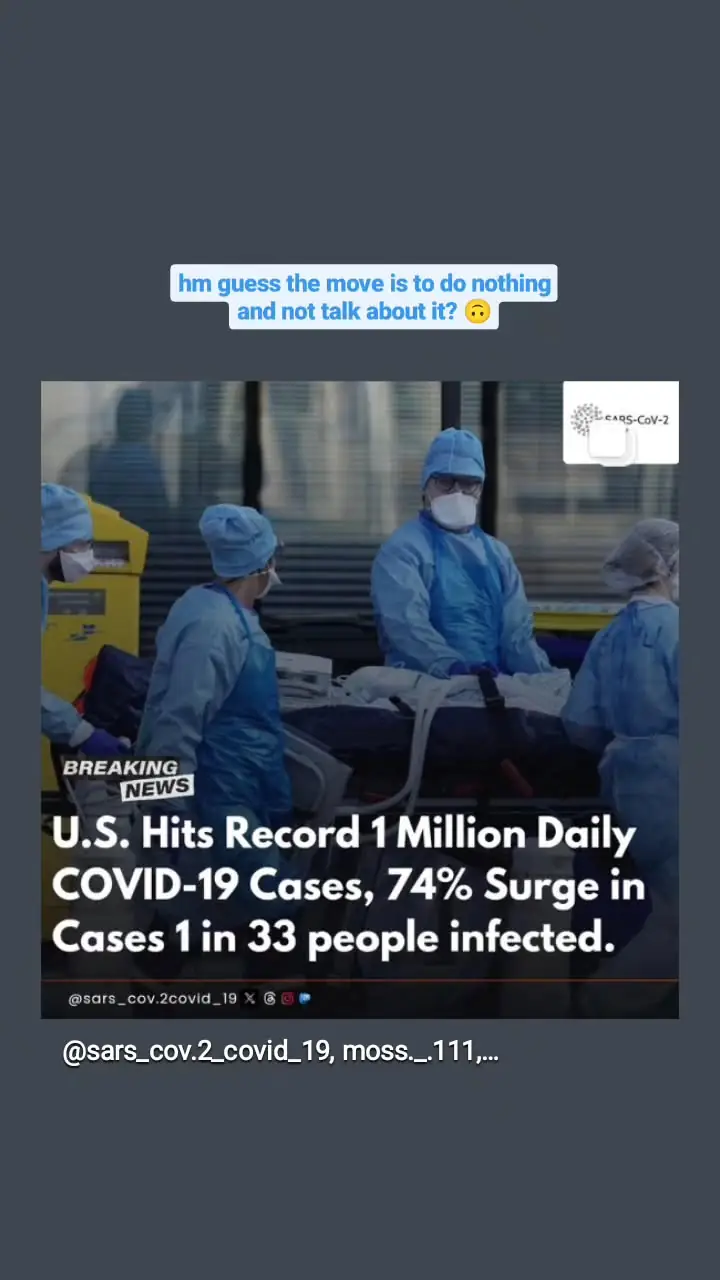 hm guess the move is to do nothing
and not talk about it? 🙃
SARS-CoV-2
BREAKING
NEWS
U.S. Hits Record 1 Million Daily
COVID-19 Cases, 74% Surge in
Cases 1 in 33 people infected.
@sars_cov.2covid_19
@sars_cov.2_covid_19, moss._.111,...